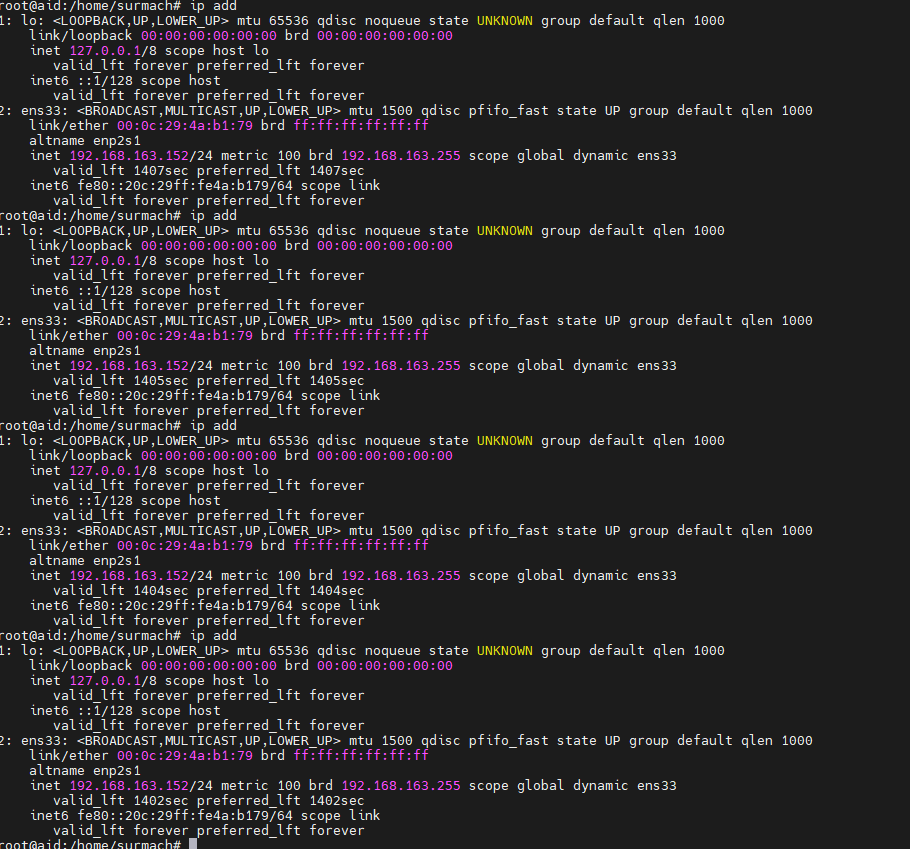 root@aid:/home/surmach# ip add
1: lo: <LOOPBACK,UP,LOWER_UP> mtu 65536 qdisc noqueue state UNKNOWN group default qlen 1000
    link/loopback 00:00:00:00:00:00 brd 00:00:00:00:00:00
    inet 127.0.0.1/8 scope host lo
       valid_lft forever preferred_lft forever
    inet6 ::1/128 scope host
       valid_lft forever preferred_lft forever
2: ens33: <BROADCAST,MULTICAST,UP,LOWER_UP> mtu 1500 qdisc pfifo_fast state UP group default qlen 1000
    link/ether 00:0c:29:4a:b1:79 brd ff:ff:ff:ff:ff:ff
    altname enp2s1
    inet 192.168.163.152/24 metric 100 brd 192.168.163.255 scope global dynamic ens33
       valid_lft 1407sec preferred_lft 1407sec
    inet6 fe80::20c:29ff:fe4a:b179/64 scope link
       valid_lft forever preferred_lft forever
root@aid:/home/surmach# ip add
1: lo: <LOOPBACK,UP,LOWER_UP> mtu 65536 qdisc noqueue state UNKNOWN group default qlen 1000
    link/loopback 00:00:00:00:00:00 brd 00:00:00:00:00:00
    inet 127.0.0.1/8 scope host lo
       valid_lft forever preferred_lft forever
    inet6 ::1/128 scope host
       valid_lft forever preferred_lft forever
2: ens33: <BROADCAST,MULTICAST,UP,LOWER_UP> mtu 1500 qdisc pfifo_fast state UP group default qlen 1000
    link/ether 00:0c:29:4a:b1:79 brd ff:ff:ff:ff:ff:ff
    altname enp2s1
    inet 192.168.163.152/24 metric 100 brd 192.168.163.255 scope global dynamic ens33
       valid_lft 1405sec preferred_lft 1405sec
    inet6 fe80::20c:29ff:fe4a:b179/64 scope link
       valid_lft forever preferred_lft forever
root@aid:/home/surmach# ip add
1: lo: <LOOPBACK,UP,LOWER_UP> mtu 65536 qdisc noqueue state UNKNOWN group default qlen 1000
    link/loopback 00:00:00:00:00:00 brd 00:00:00:00:00:00
    inet 127.0.0.1/8 scope host lo
       valid_lft forever preferred_lft forever
    inet6 ::1/128 scope host
       valid_lft forever preferred_lft forever
2: ens33: <BROADCAST,MULTICAST,UP,LOWER_UP> mtu 1500 qdisc pfifo_fast state UP group default qlen 1000
    link/ether 00:0c:29:4a:b1:79 brd ff:ff:ff:ff:ff:ff
    altname enp2s1
    inet 192.168.163.152/24 metric 100 brd 192.168.163.255 scope global dynamic ens33
       valid_lft 1404sec preferred_lft 1404sec
    inet6 fe80::20c:29ff:fe4a:b179/64 scope link
       valid_lft forever preferred_lft forever
root@aid:/home/surmach# ip add
1: lo: <LOOPBACK,UP,LOWER_UP> mtu 65536 qdisc noqueue state UNKNOWN group default qlen 1000
    link/loopback 00:00:00:00:00:00 brd 00:00:00:00:00:00
    inet 127.0.0.1/8 scope host lo
       valid_lft forever preferred_lft forever
    inet6 ::1/128 scope host
       valid_lft forever preferred_lft forever
2: ens33: <BROADCAST,MULTICAST,UP,LOWER_UP> mtu 1500 qdisc pfifo_fast state UP group default qlen 1000
    link/ether 00:0c:29:4a:b1:79 brd ff:ff:ff:ff:ff:ff
    altname enp2s1
    inet 192.168.163.152/24 metric 100 brd 192.168.163.255 scope global dynamic ens33
       valid_lft 1402sec preferred_lft 1402sec
    inet6 fe80::20c:29ff:fe4a:b179/64 scope link
       valid_lft forever preferred_lft forever
root@aid:/home/surmach#